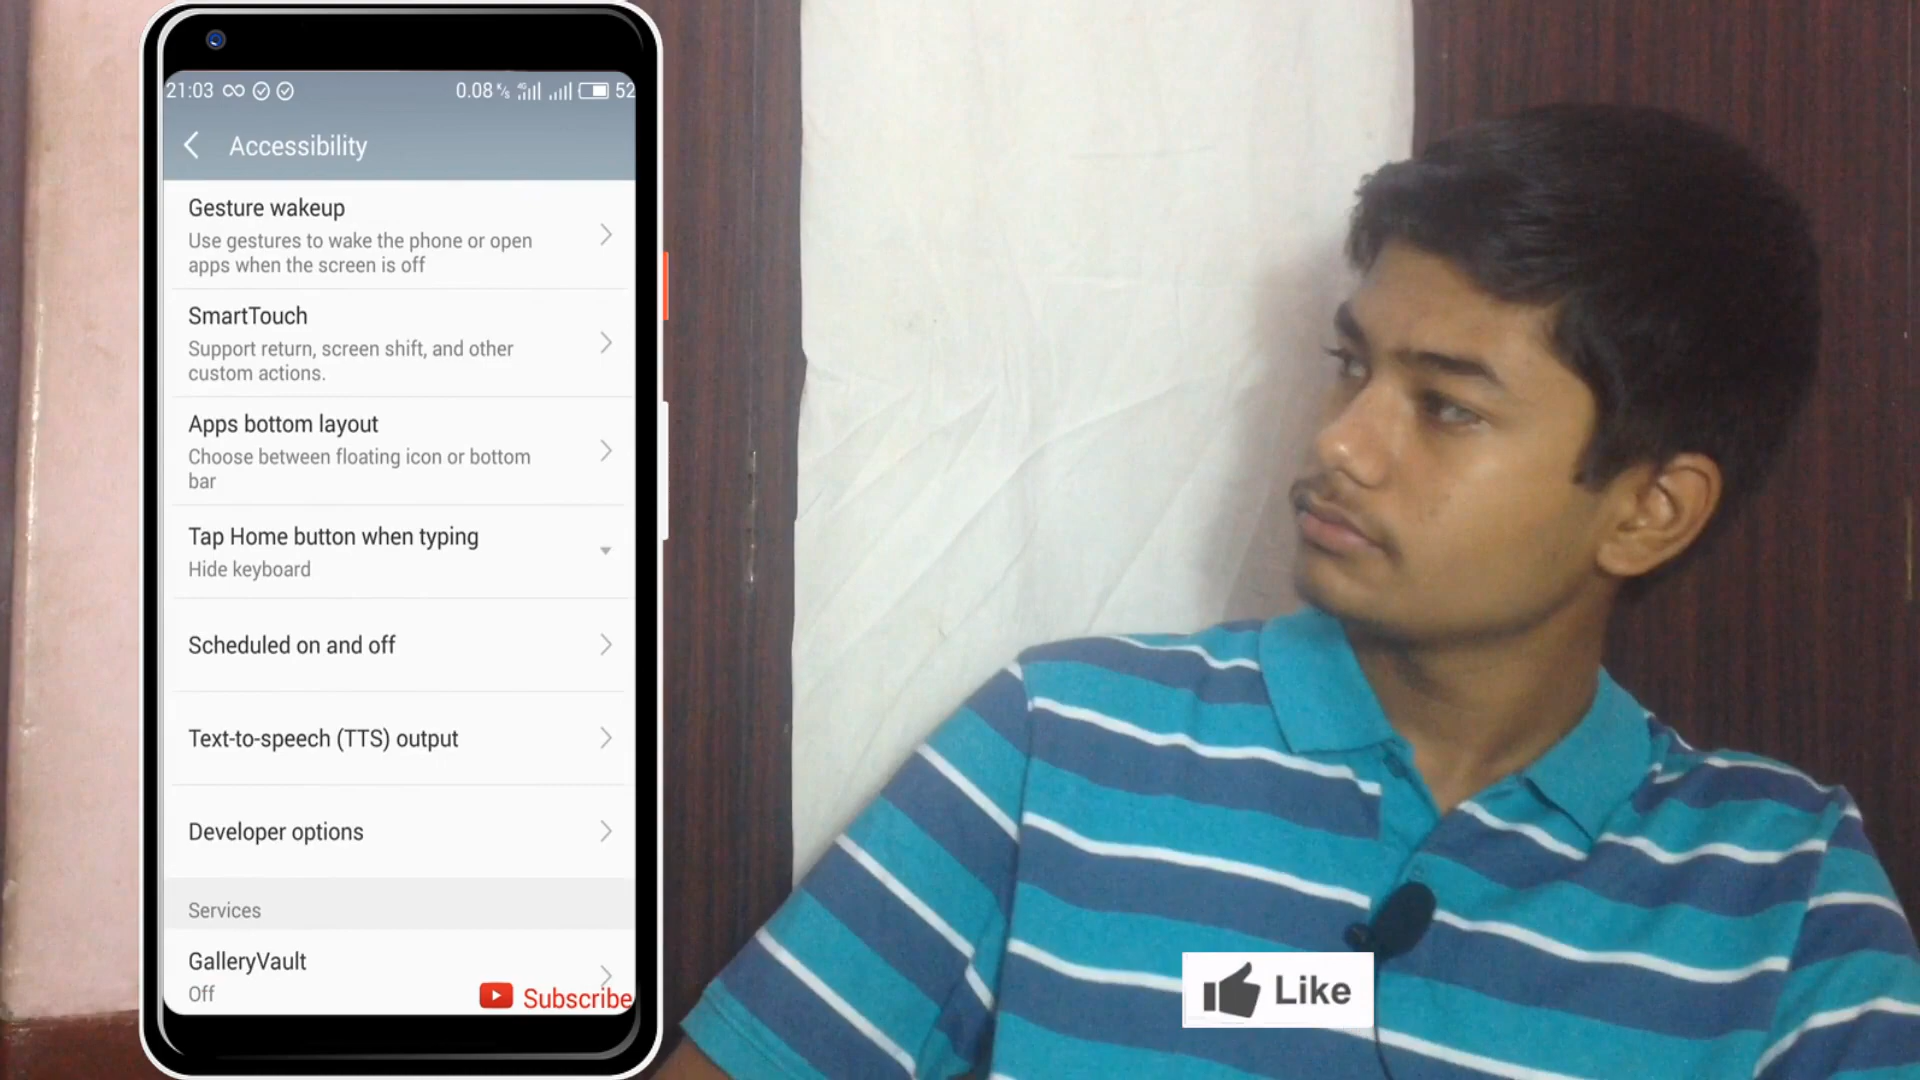 21:03
0.08 K/s
4G
52
Accessibility
Gesture wakeup
Use gestures to wake the phone or open
apps when the screen is off
SmartTouch
Support return, screen shift, and other
custom actions.
Apps bottom layout
Choose between floating icon or bottom
bar
Tap Home button when typing
Hide keyboard
Scheduled on and off
Text-to-speech (TTS) output
Developer options
Services
GalleryVault
Off
Subscribe
Like